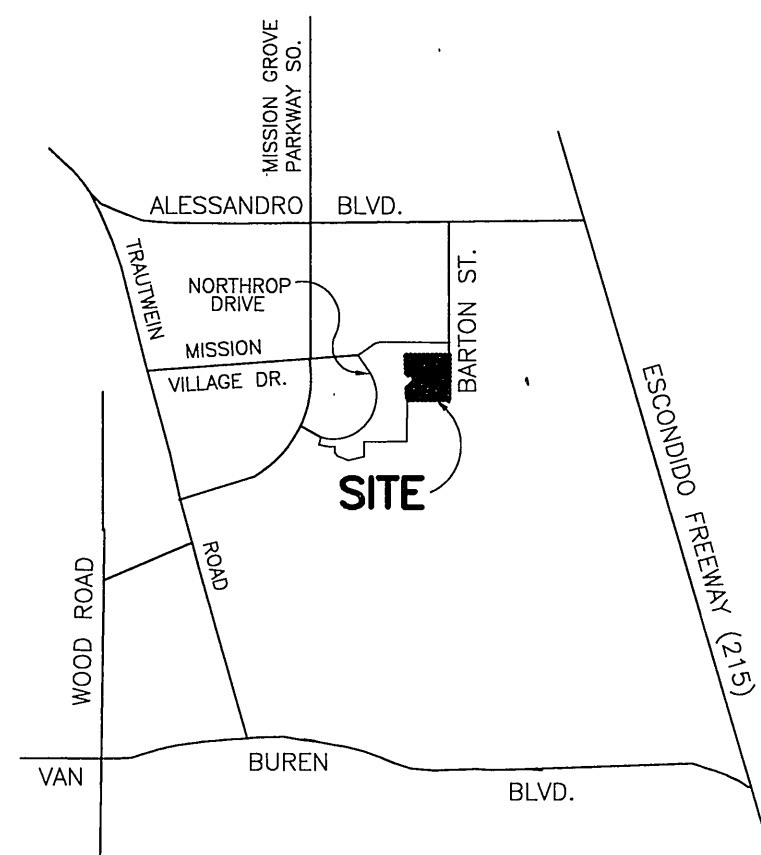 MISSION GROVE
PARKWAY SO.
ALESSANDRO BLVD.
TRAUTWEIN
NORTHROP
DRIVE
BARTON ST.
MISSION
VILLAGE DR.
SITE
ESCONDIDO FREEWAY (215)
ROAD
WOOD ROAD
VAN
BUREN
BLVD.